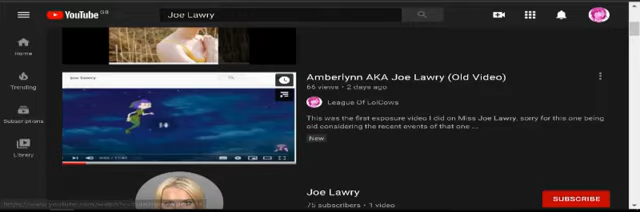 YouTube GB
Joe Lawry
Home
Trending
Subscriptions
Library
Joe Lawry
Amberlynn AKA Joe Lawry (Old Video)
66 views • 2 days ago
League Of LolCows
This was the first exposure video I did on Miss Joe Lawry, sorry for this one being
old considering the recent events of that one ...
New
Joe Lawry
75 subscribers • 1 video
SUBSCRIBE